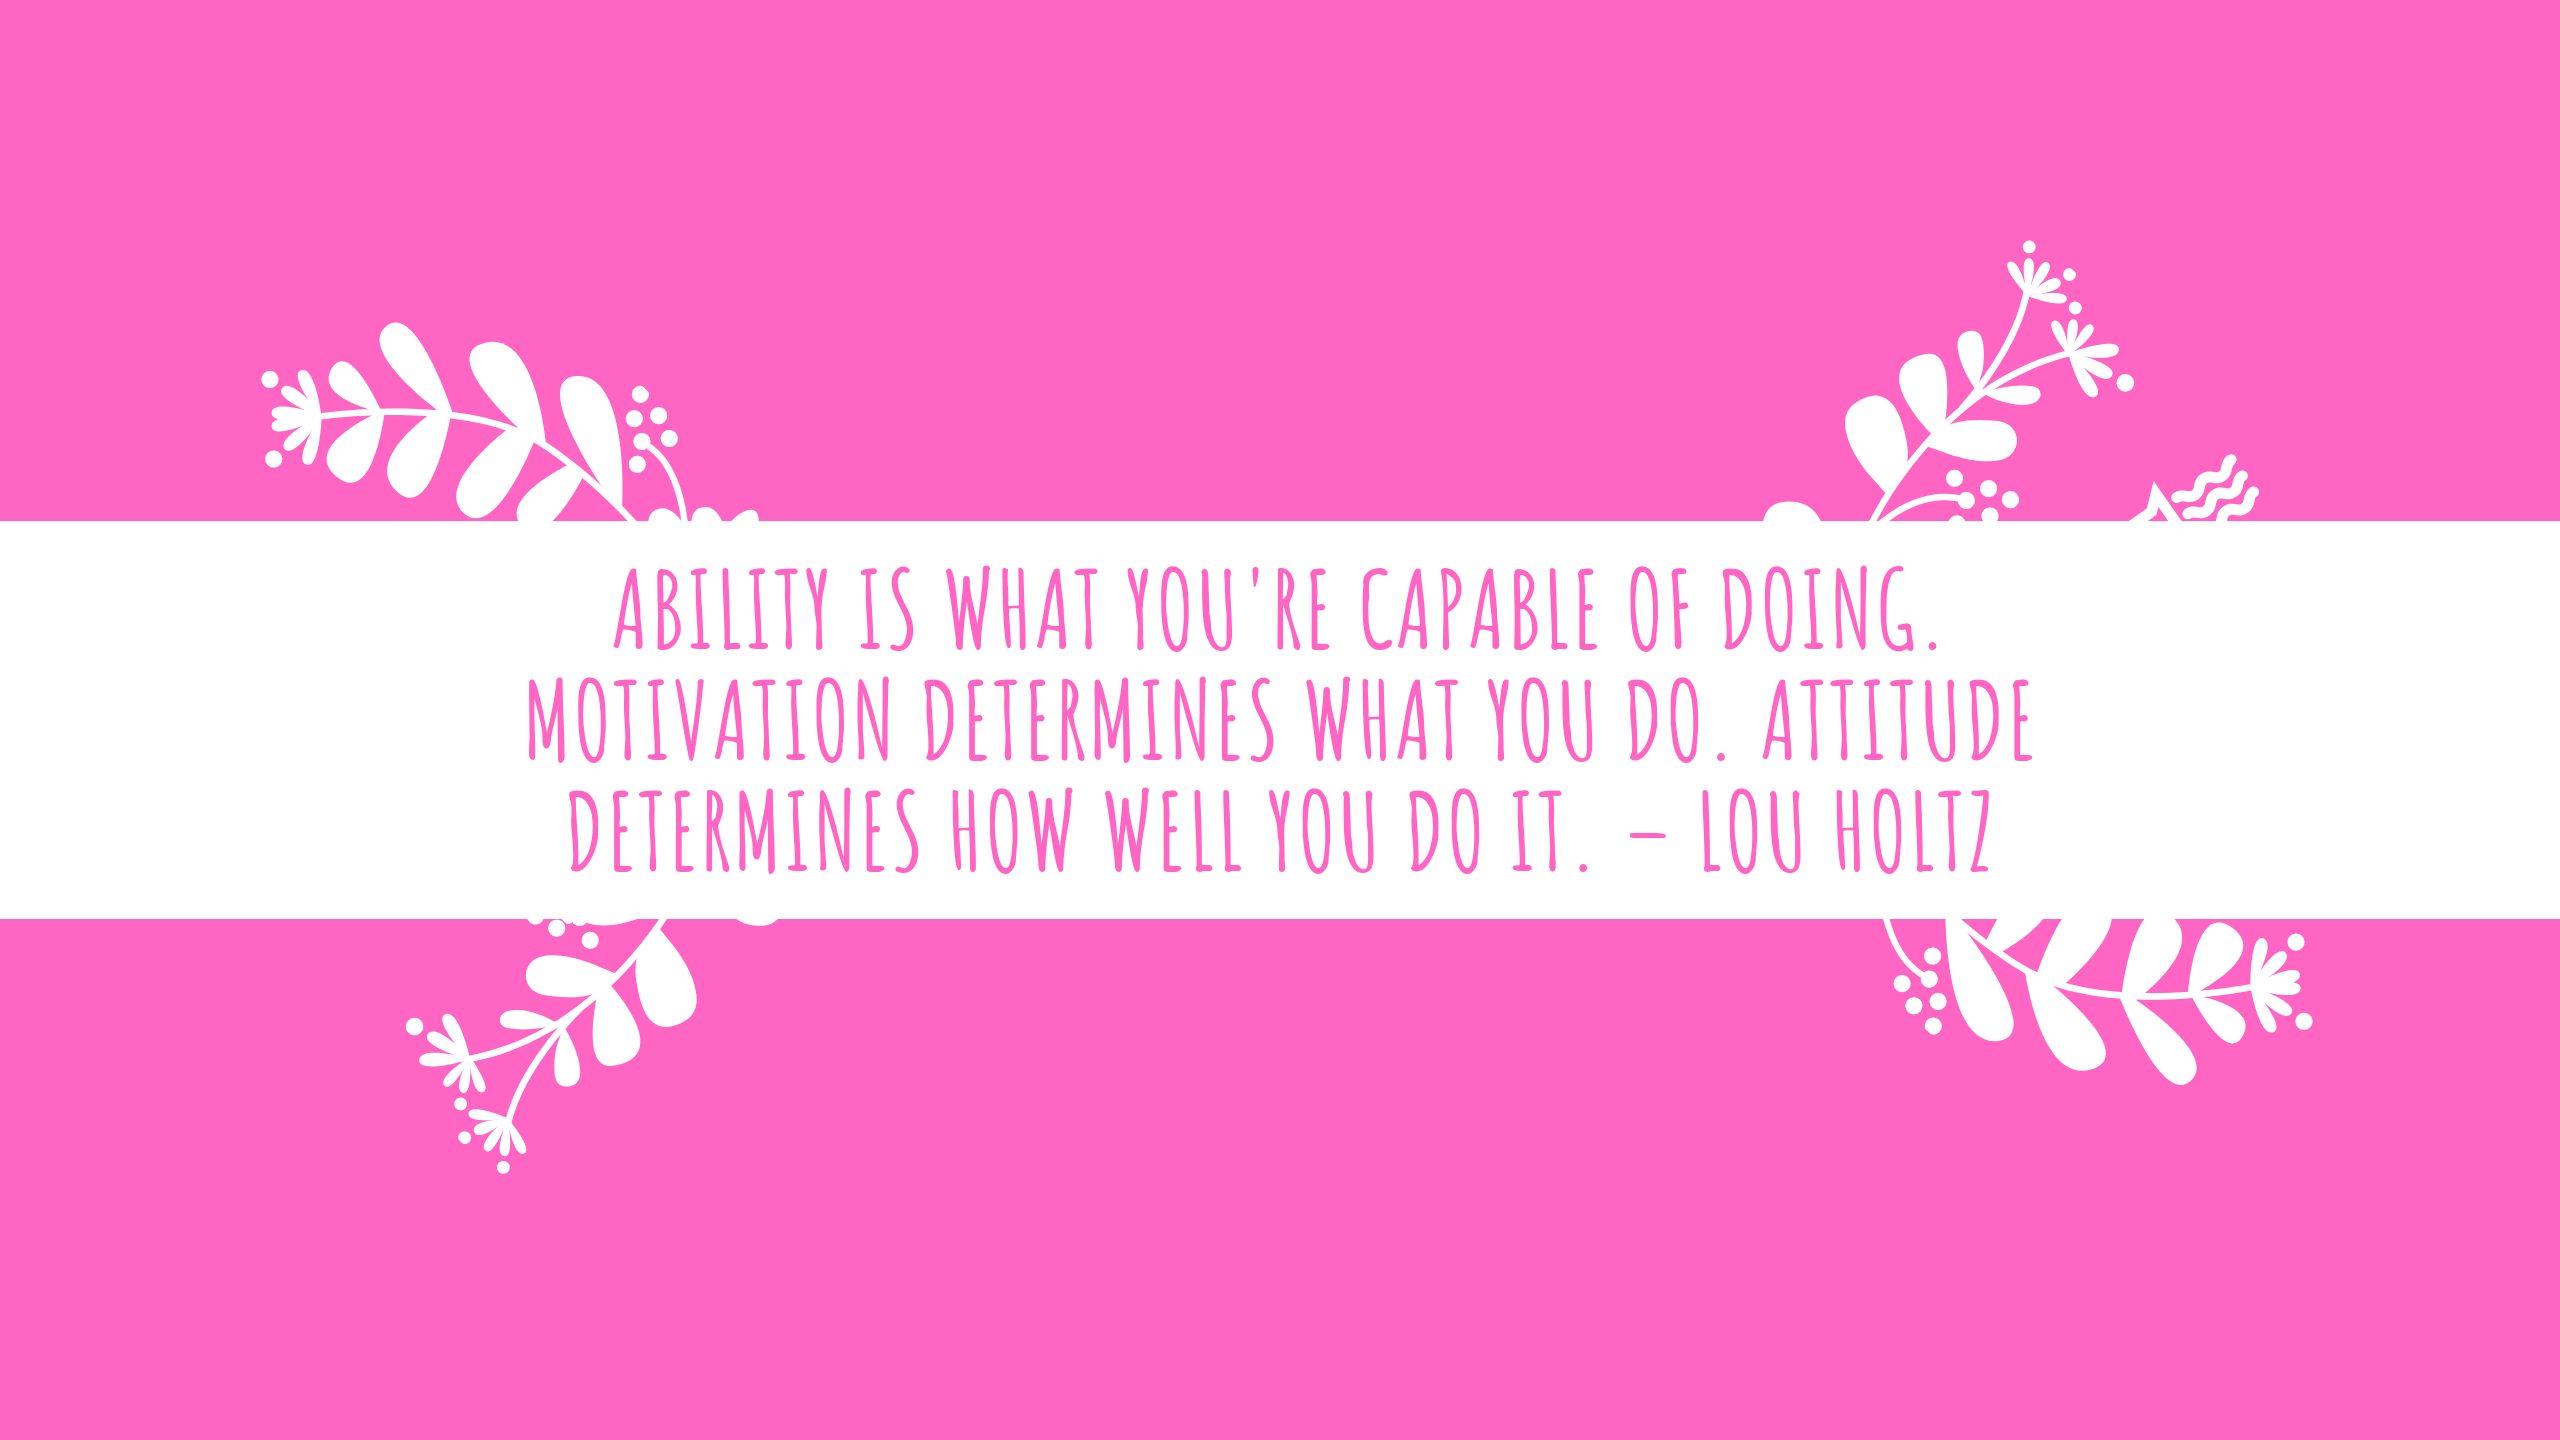 ABILITY IS WHAT YOU'RE CAPABLE OF DOING.
MOTIVATION DETERMINES WHAT YOU DO. ATTITUDE
DETERMINES HOW WELL YOU DO IT. – LOU HOLTZ